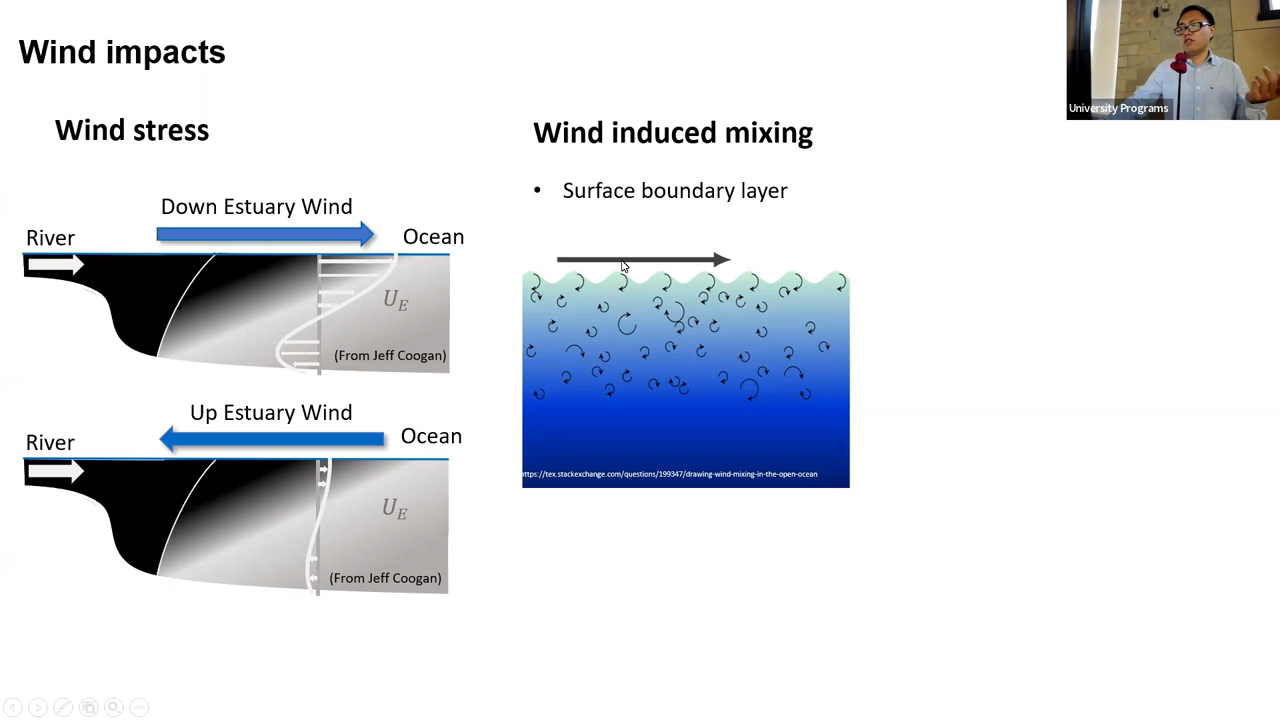 Wind impacts
University Programs
Wind stress
Down Estuary Wind
River
Ocean
U_E
(From Jeff Coogan)
Up Estuary Wind
River
Ocean
U_E
(From Jeff Coogan)
Wind induced mixing
• Surface boundary layer
https://tex.stackexchange.com/questions/199347/drawing-wind-mixing-in-the-open-ocean